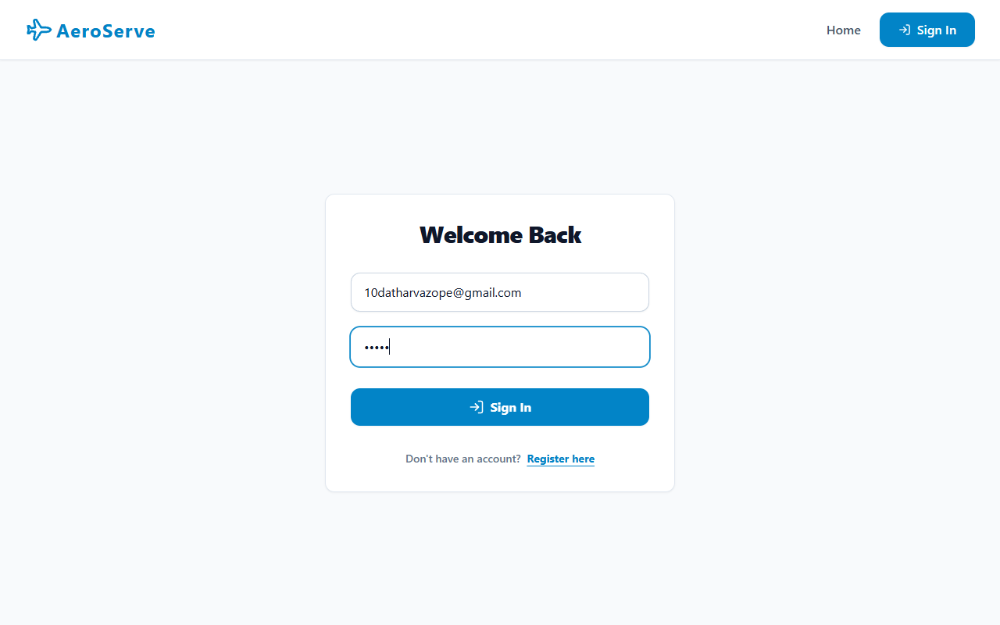 AeroServe
Home
Sign In
Welcome Back
10datharvazope@gmail.com
•••••
Sign In
Don't have an account? Register here